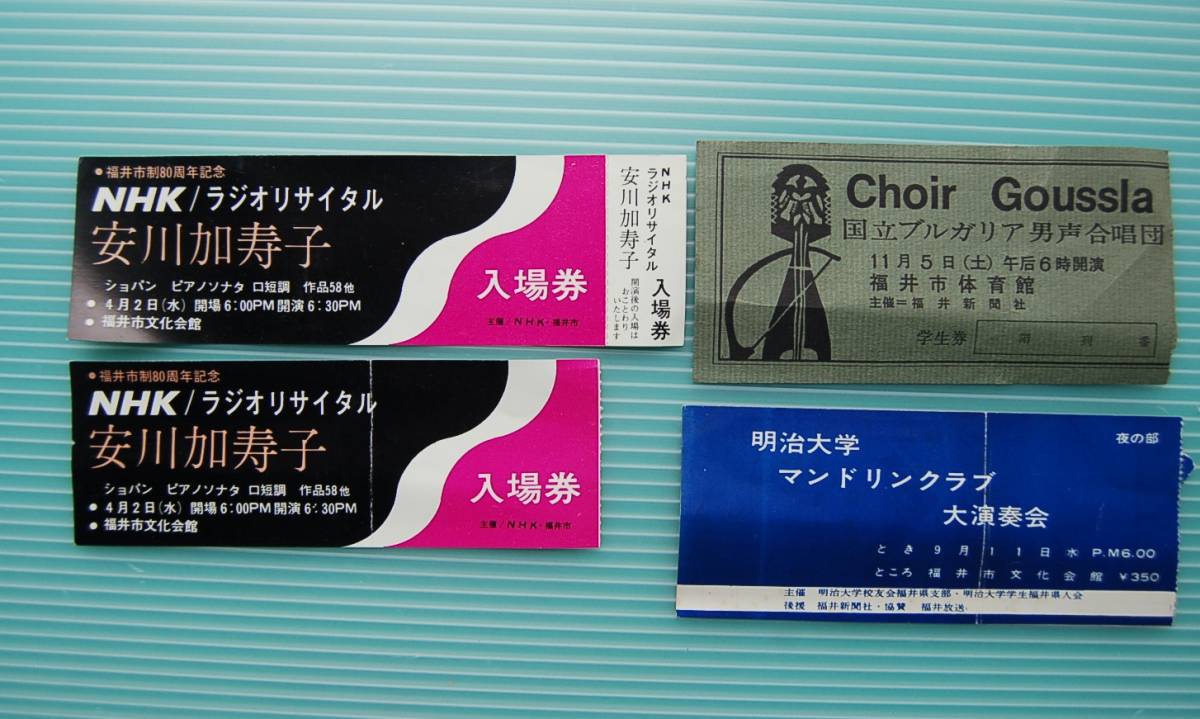 ●福井市制80周年記念
NHK/ラジオリサイタル
安川加寿子
ショパン ピアノソナタ ロ短調 作品58他
●4月2日(水) 開場6:00PM開演6:30PM
●福井市文化会館
入場券
主催/NHK・福井市
NHK
ラジオリサイタル
安川加寿子
入場券
開演後の入場は
おことわり
いたします
●福井市制80周年記念
NHK/ラジオリサイタル
安川加寿子
ショパン ピアノソナタ ロ短調 作品58他
●4月2日(水) 開場6:00PM開演6:30PM
●福井市文化会館
入場券
主催/NHK・福井市
Choir Goussla
国立ブルガリア男声合唱団
11月5日(土)午后6時開演
福井市体育館
主催=福井新聞社
学生券
列 番
明治大学
夜の部
マンドリンクラブ
大演奏会
とき 9月11日水 P.M6.00
ところ 福井市文化会館 ¥350
主催 明治大学校友会福井県支部・明治大学学生福井県人会
後援 福井新聞社・協賛 福井放送